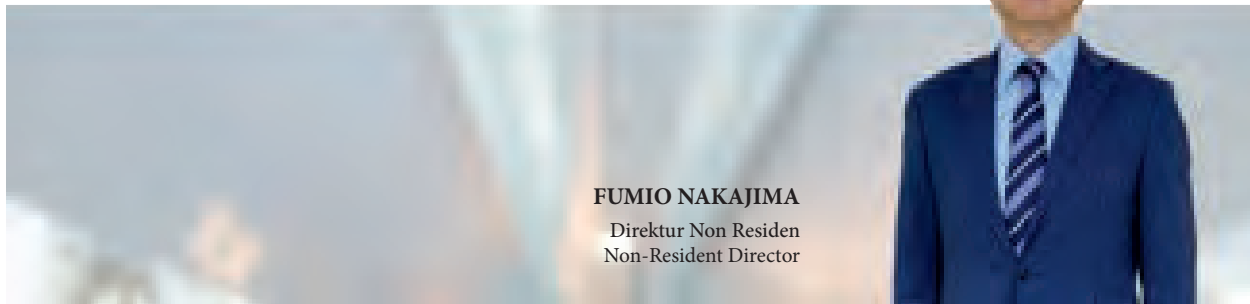 FUMIO NAKAJIMA
Direktur Non Residen
Non-Resident Director